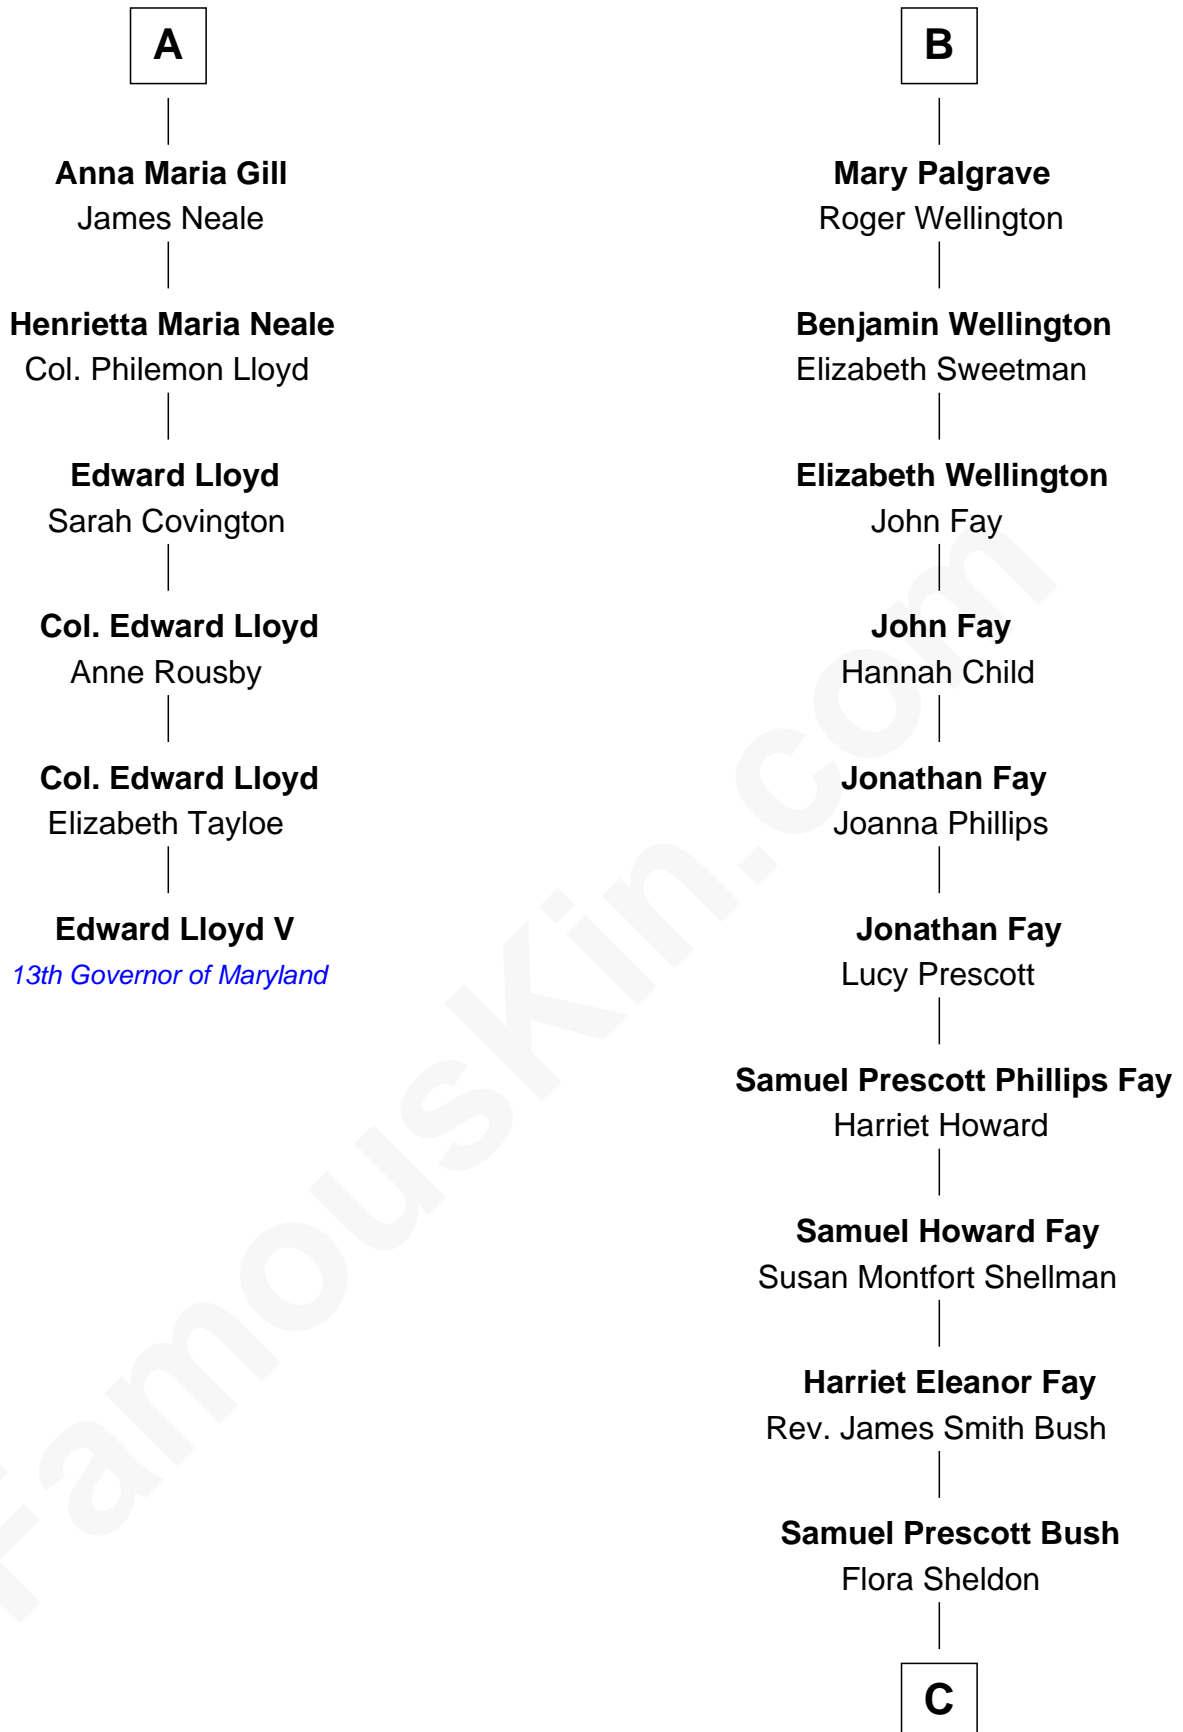 A
Anna Maria Gill
James Neale
Henrietta Maria Neale
Col. Philemon Lloyd
Edward Lloyd
Sarah Covington
Col. Edward Lloyd
Anne Rousby
Col. Edward Lloyd
Elizabeth Tayloe
Edward Lloyd V
13th Governor of Maryland
B
Mary Palgrave
Roger Wellington
Benjamin Wellington
Elizabeth Sweetman
Elizabeth Wellington
John Fay
John Fay
Hannah Child
Jonathan Fay
Joanna Phillips
Jonathan Fay
Lucy Prescott
Samuel Prescott Phillips Fay
Harriet Howard
Samuel Howard Fay
Susan Montfort Shellman
Harriet Eleanor Fay
Rev. James Smith Bush
Samuel Prescott Bush
Flora Sheldon
C
FamousKin.com